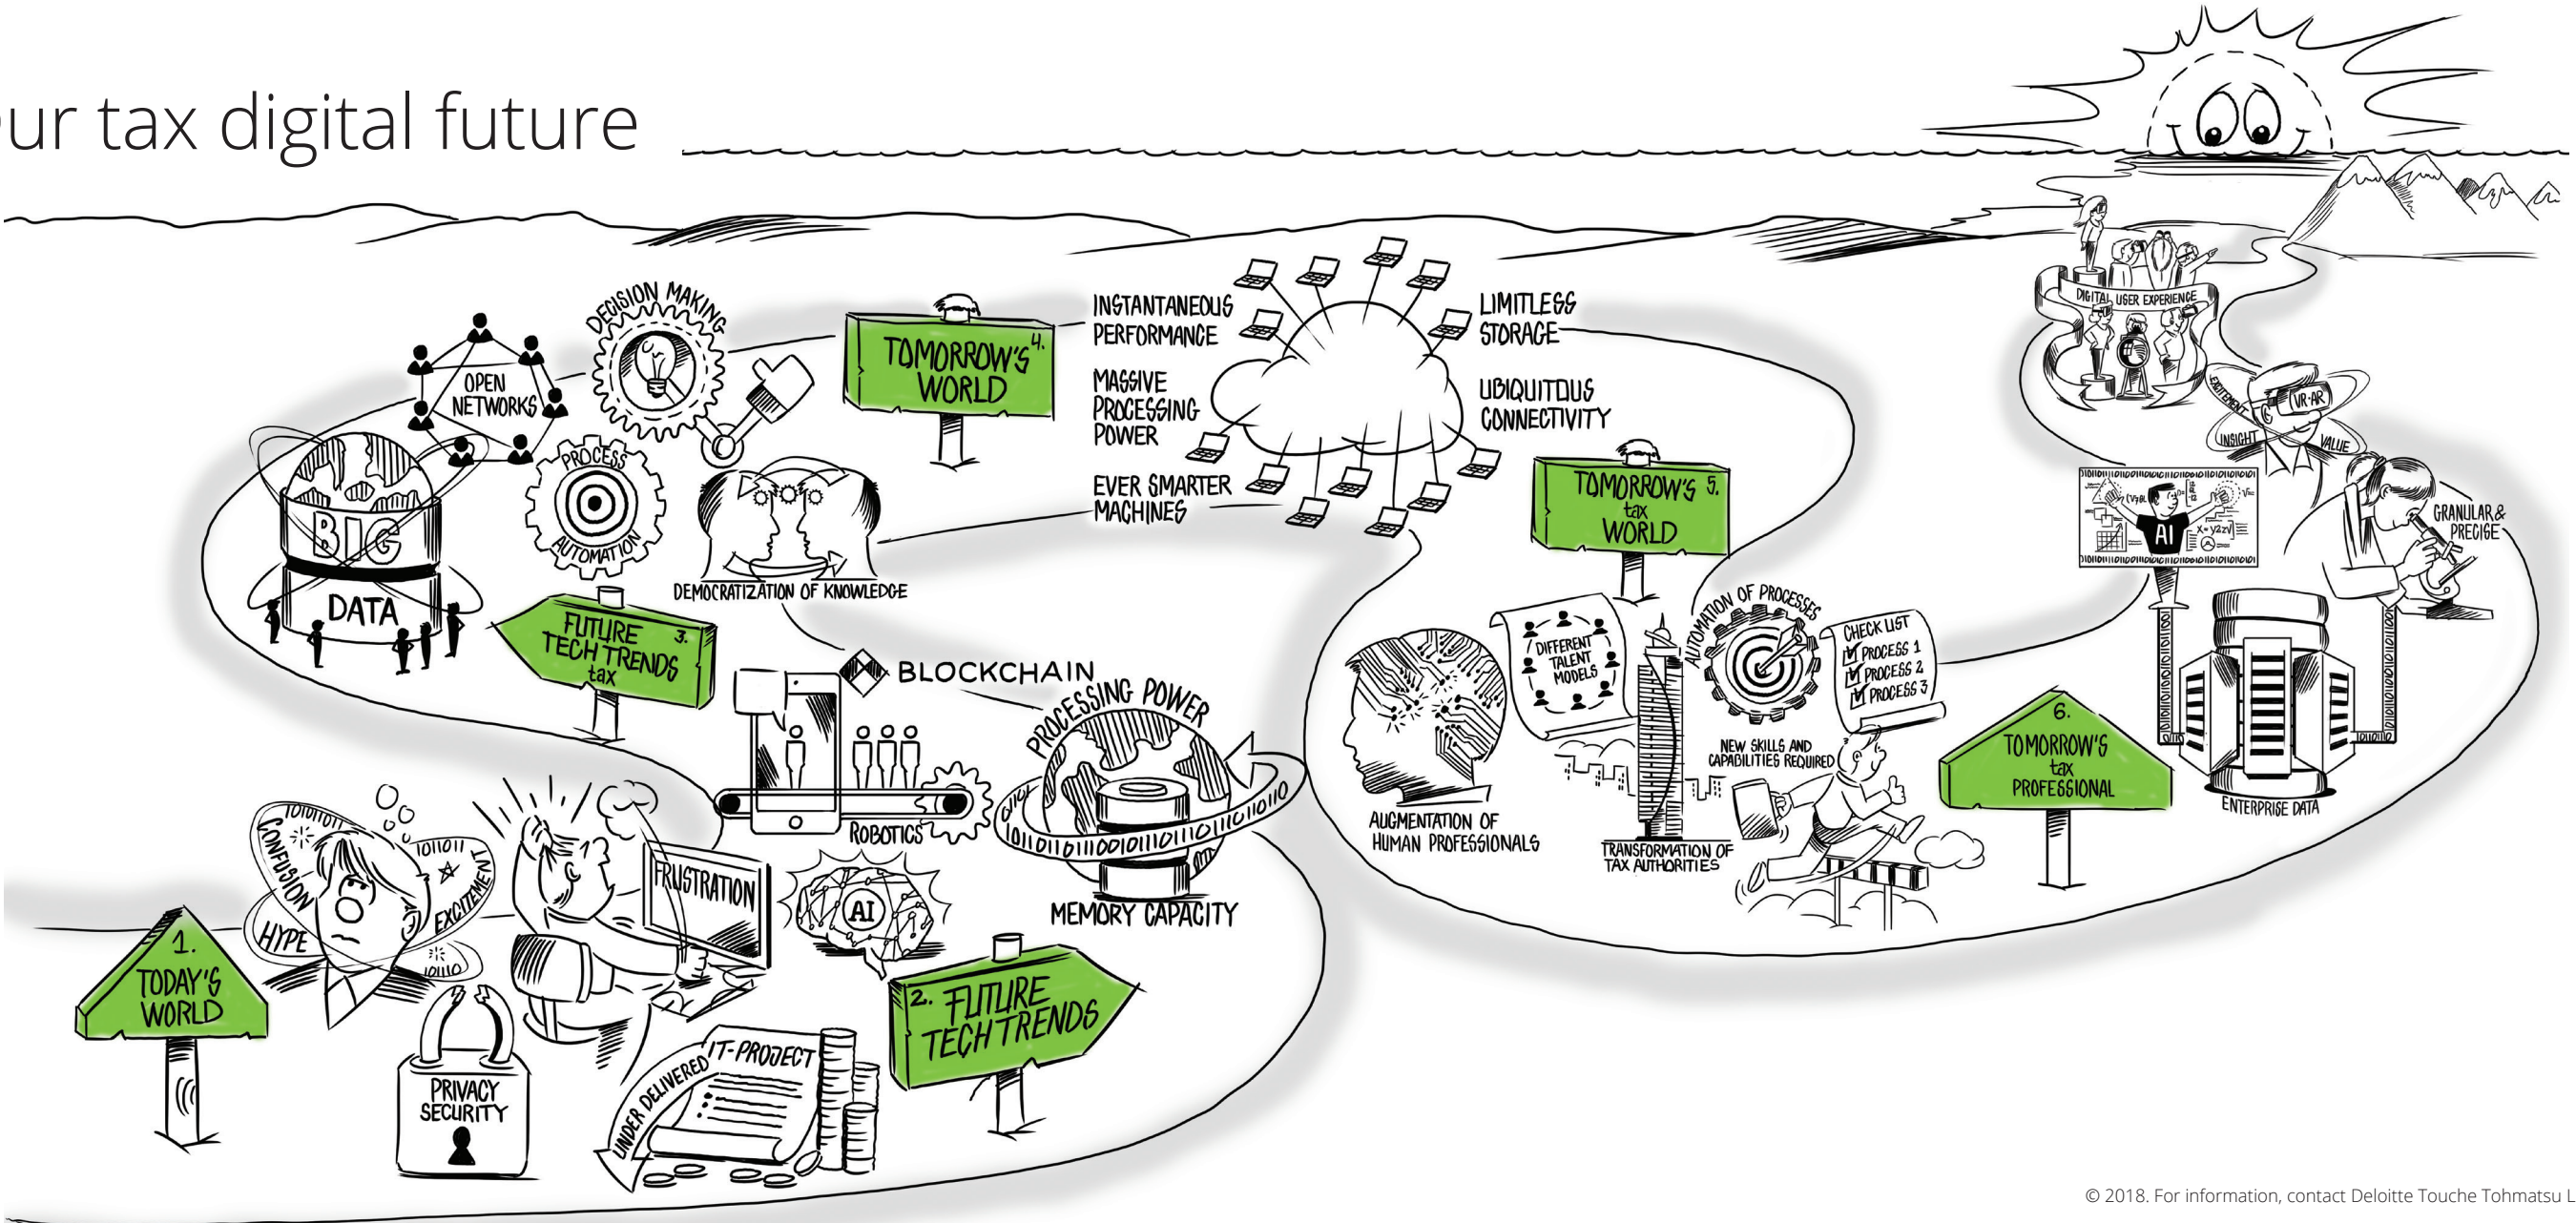 ur tax digital future
1.
TODAY'S
WORLD
CONFUSION
10101011
HYPE
1011011
EXCITEMENT
10110
FRUSTRATION
PRIVACY
SECURITY
UNDER DELIVERED
IT-PROJECT
2. FUTURE
TECH TRENDS
AI
ROBOTICS
BLOCKCHAIN
PROCESSING POWER
MEMORY CAPACITY
FUTURE 3.
TECH TRENDS
tax
BIG
DATA
OPEN
NETWORKS
DECISION MAKING
PROCESS
AUTOMATION
DEMOCRATIZATION OF KNOWLEDGE
TOMORROW'S 4.
WORLD
INSTANTANEOUS
PERFORMANCE
MASSIVE
PROCESSING
POWER
EVER SMARTER
MACHINES
LIMITLESS
STORAGE
UBIQUITOUS
CONNECTIVITY
TOMORROW'S 5.
tax
WORLD
AUGMENTATION OF
HUMAN PROFESSIONALS
DIFFERENT
TALENT
MODELS
TRANSFORMATION OF
TAX AUTHORITIES
AUTOMATION OF PROCESSES
CHECK LIST
PROCESS 1
PROCESS 2
PROCESS 3
NEW SKILLS AND
CAPABILITIES REQUIRED
6.
TOMORROW'S
tax
PROFESSIONAL
ENTERPRISE DATA
AI
GRANULAR &
PRECISE
EXCITEMENT
VR-AR
INSIGHT
VALUE
DIGITAL USER EXPERIENCE
© 2018. For information, contact Deloitte Touche Tohmatsu L